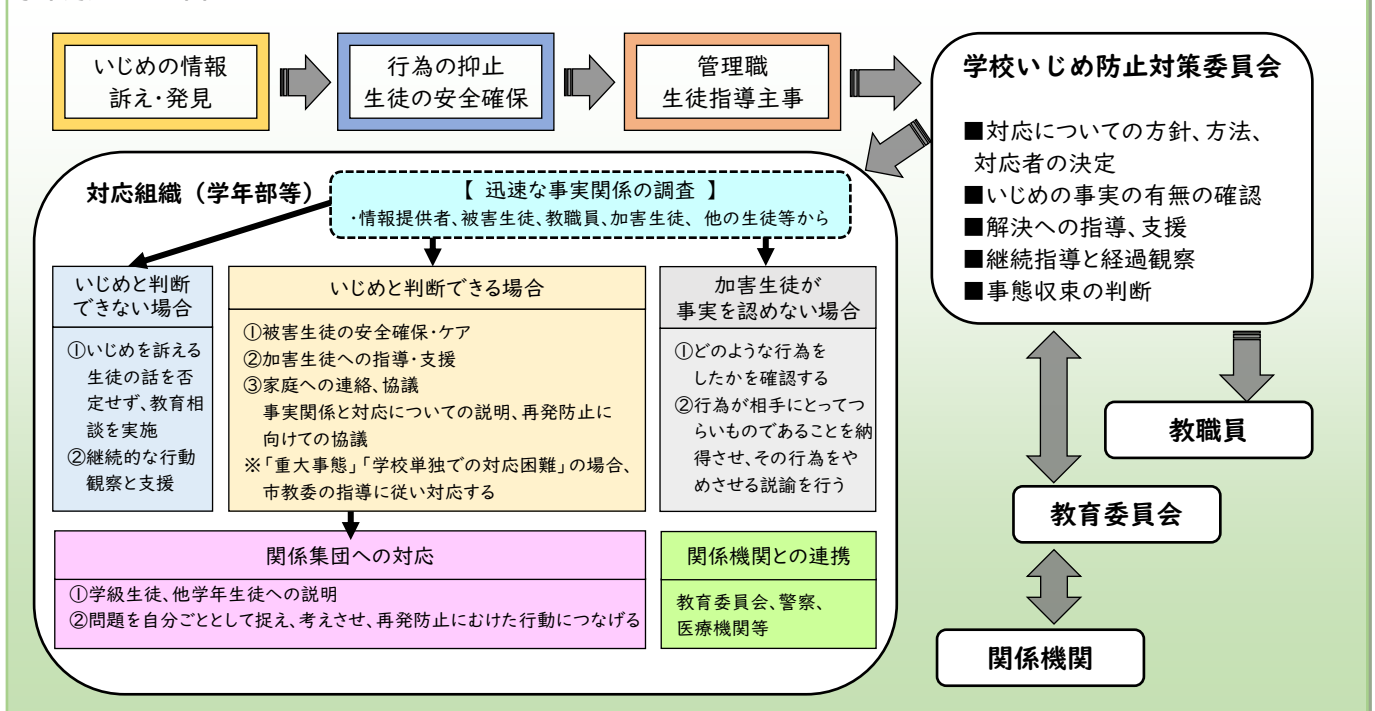 いじめの情報
訴え・発見
行為の抑止
生徒の安全確保
管理職
生徒指導主事
学校いじめ防止対策委員会
■対応についての方針、方法、
対応者の決定
■いじめの事実の有無の確認
■解決への指導、支援
■継続指導と経過観察
■事態収束の判断
対応組織（学年部等）
【 迅速な事実関係の調査 】
・情報提供者、被害生徒、教職員、加害生徒、 他の生徒等から
いじめと判断
できない場合
①いじめを訴える
生徒の話を否
定せず、教育相
談を実施
②継続的な行動
観察と支援
いじめと判断できる場合
①被害生徒の安全確保・ケア
②加害生徒への指導・支援
③家庭への連絡、協議
事実関係と対応についての説明、再発防止に
向けての協議
※「重大事態」「学校単独での対応困難」の場合、
市教委の指導に従い対応する
加害生徒が
事実を認めない場合
①どのような行為を
したかを確認する
②行為が相手にとってつ
らいものであることを納
得させ、その行為をや
めさせる説諭を行う
関係集団への対応
①学級生徒、他学年生徒への説明
②問題を自分ごととして捉え、考えさせ、再発防止にむけた行動につなげる
関係機関との連携
教育委員会、警察、
医療機関等
教職員
教育委員会
関係機関